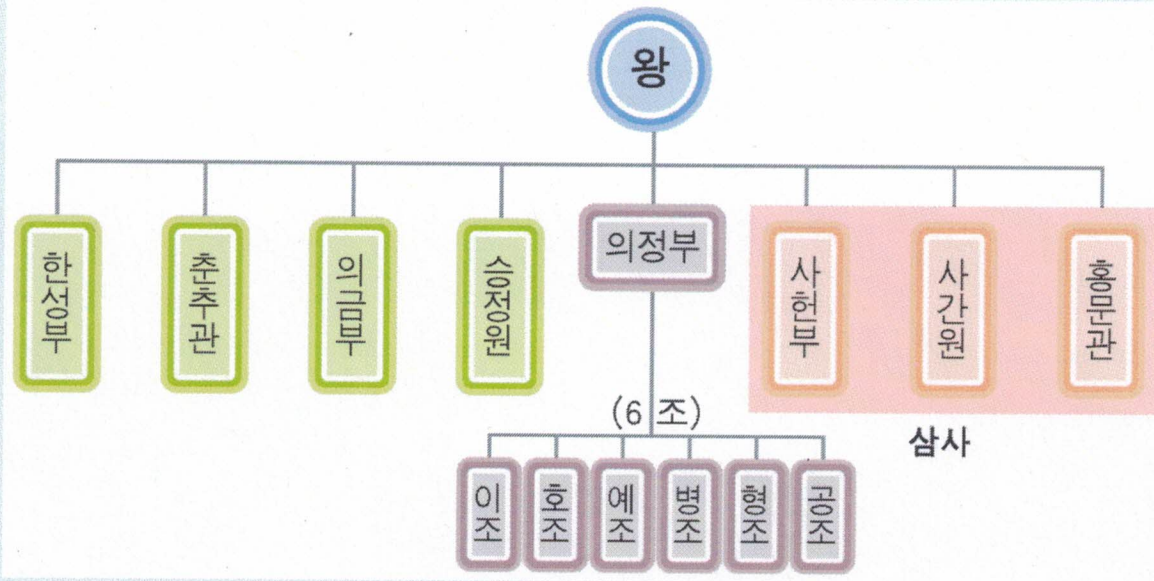 왕
한성부
춘추관
의금부
승정원
의정부
사헌부
사간원
홍문관
삼사
(6 조)
이조
호조
예조
병조
형조
공조